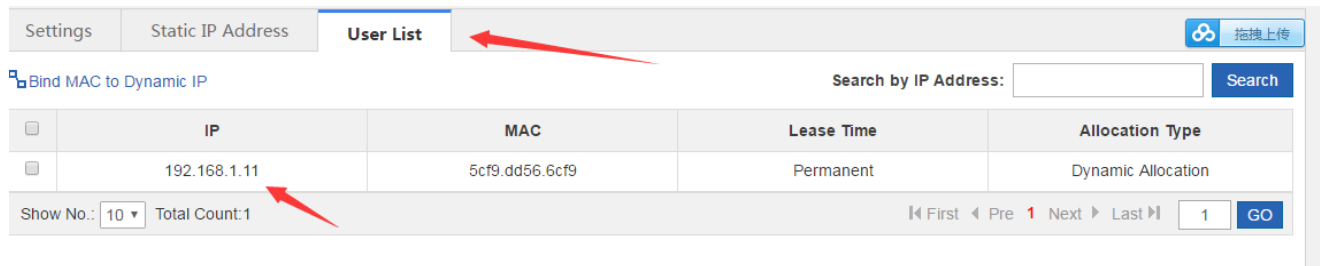 Settings Static IP Address User List 拖拽上传
Bind MAC to Dynamic IP Search by IP Address: Search
IP MAC Lease Time Allocation Type
192.168.1.11 5cf9.dd56.6cf9 Permanent Dynamic Allocation
Show No.: 10 Total Count:1 First Pre 1 Next Last 1 GO